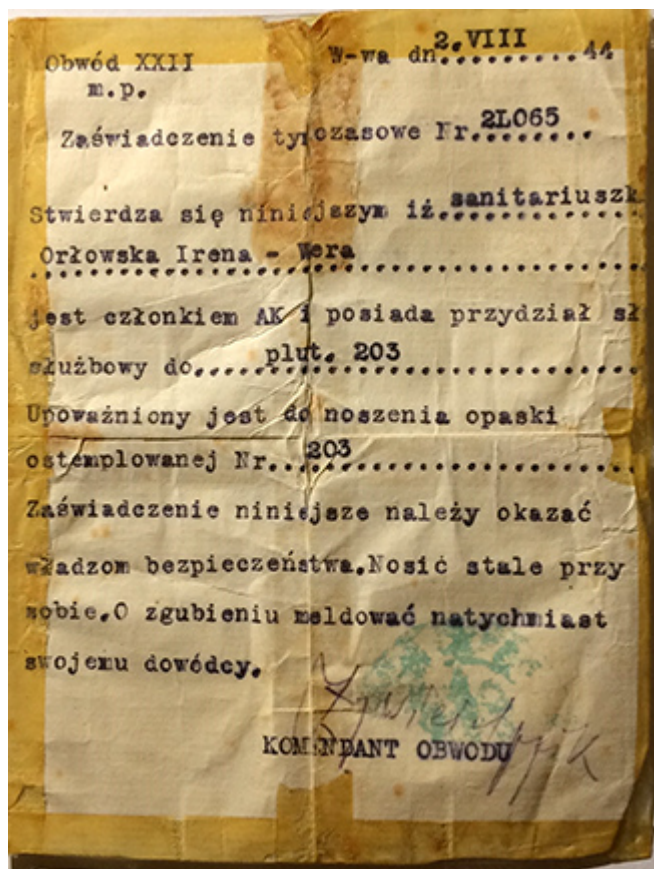 Obwód XXII W-wa dn.2.VIII........44
m.p.
Zaświadczenie tymczasowe Nr.2L065........
Stwierdza się niniejszym iż.sanitariuszk
Orłowska Irena - Wera
jest członkiem AK i posiada przydział sł
służbowy do..plut. 203
Upoważniony jest do noszenia opaski
ostemplowanej Nr...203
Zaświadczenie niniejsze należy okazać
władzom bezpieczeństwa.Nosić stale przy
sobie.O zgubieniu meldować natychmiast
swojemu dowódcy.
KOMENDANT OBWODU